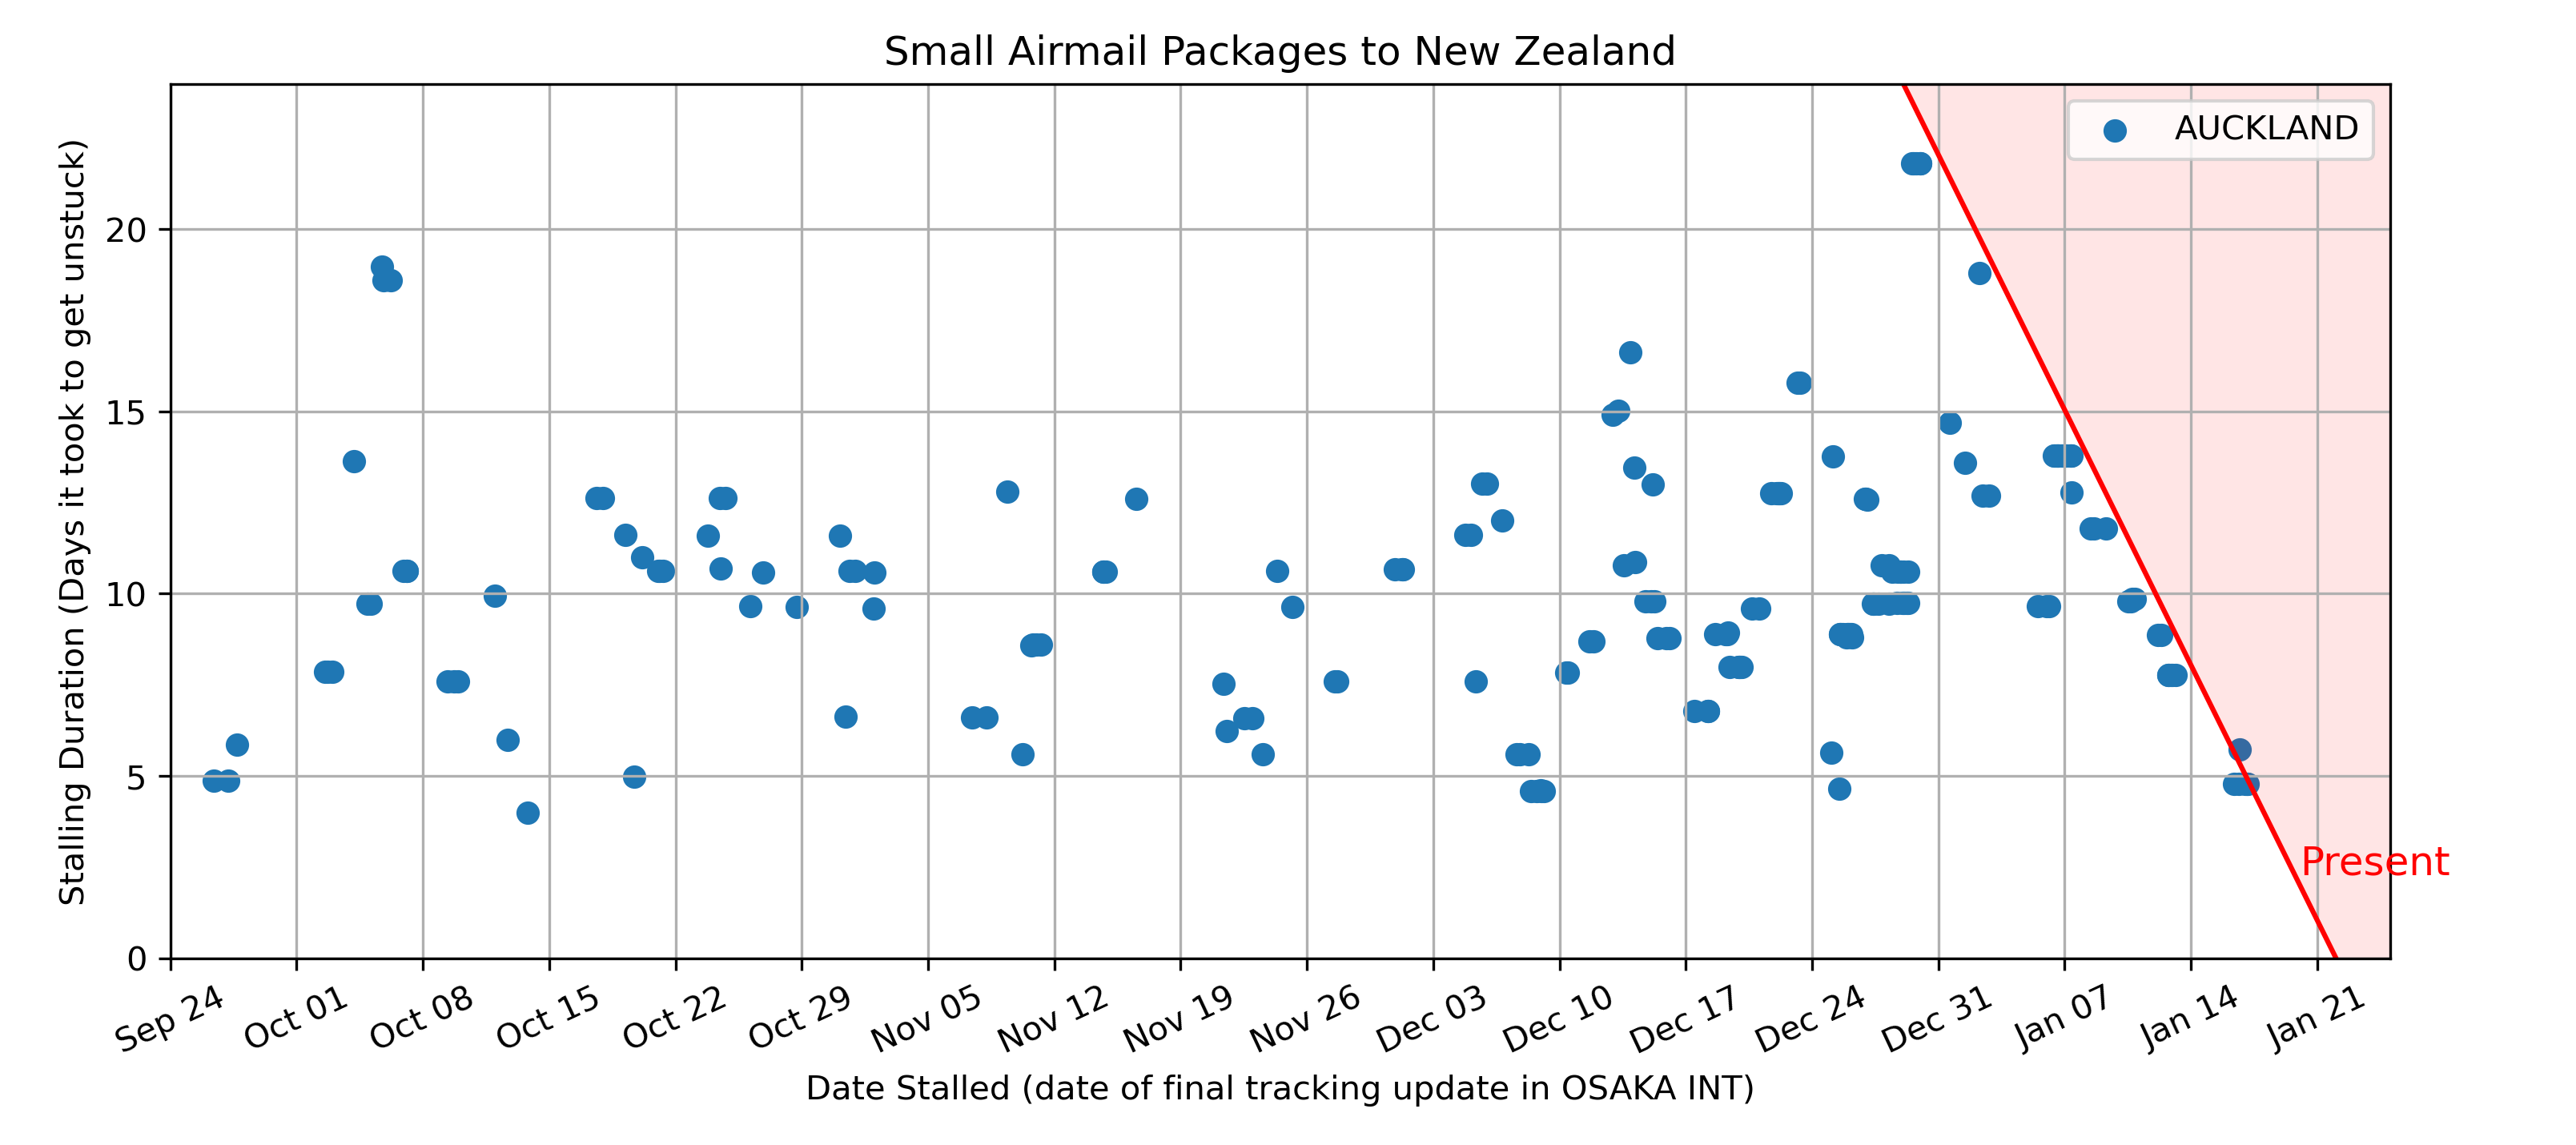 Small Airmail Packages to New Zealand
AUCKLAND
Stalling Duration (Days it took to get unstuck)
20
15
10
5
0
Present
Sep 24
Oct 01
Oct 08
Oct 15
Oct 22
Oct 29
Nov 05
Nov 12
Nov 19
Nov 26
Dec 03
Dec 10
Dec 17
Dec 24
Dec 31
Jan 07
Jan 14
Jan 21
Date Stalled (date of final tracking update in OSAKA INT)